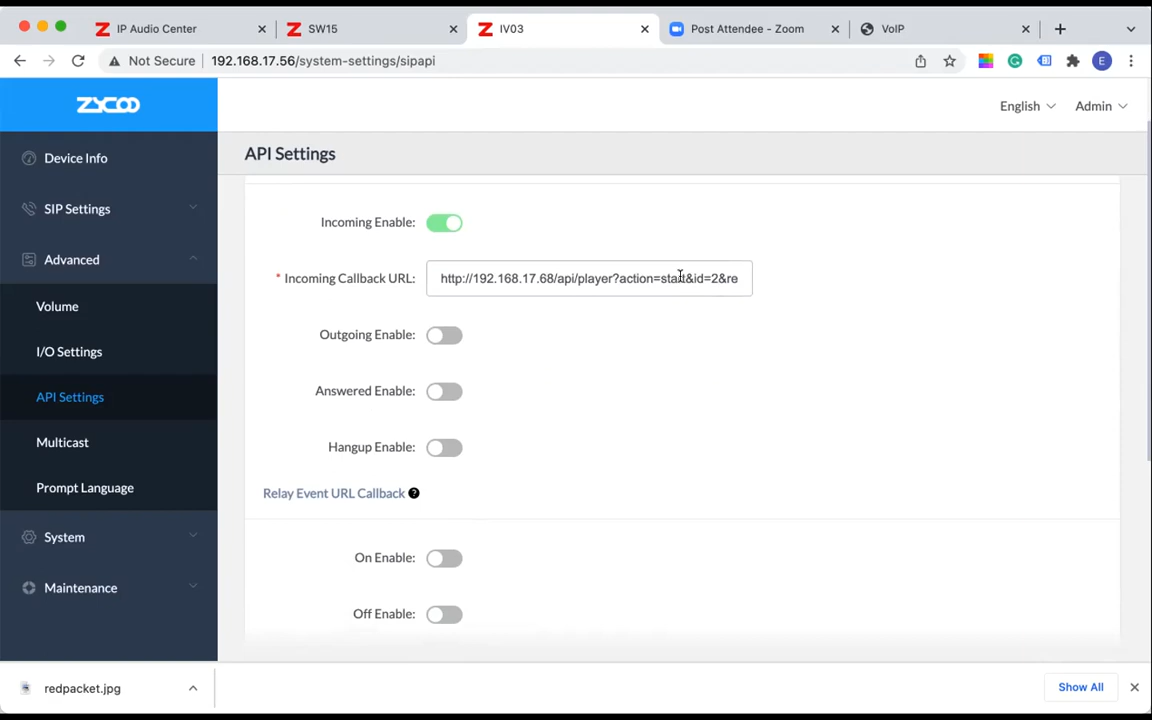 IP Audio Center
SW15
IV03
Post Attendee - Zoom
VoIP
Not Secure
192.168.17.56/system-settings/sipapi
E
ZYCOO
English
Admin
Device Info
SIP Settings
Advanced
Volume
I/O Settings
API Settings
Multicast
Prompt Language
System
Maintenance
API Settings
Incoming Enable:
* Incoming Callback URL:
http://192.168.17.68/api/player?action=start&id=2&re
Outgoing Enable:
Answered Enable:
Hangup Enable:
Relay Event URL Callback ?
On Enable:
Off Enable:
redpacket.jpg
Show All